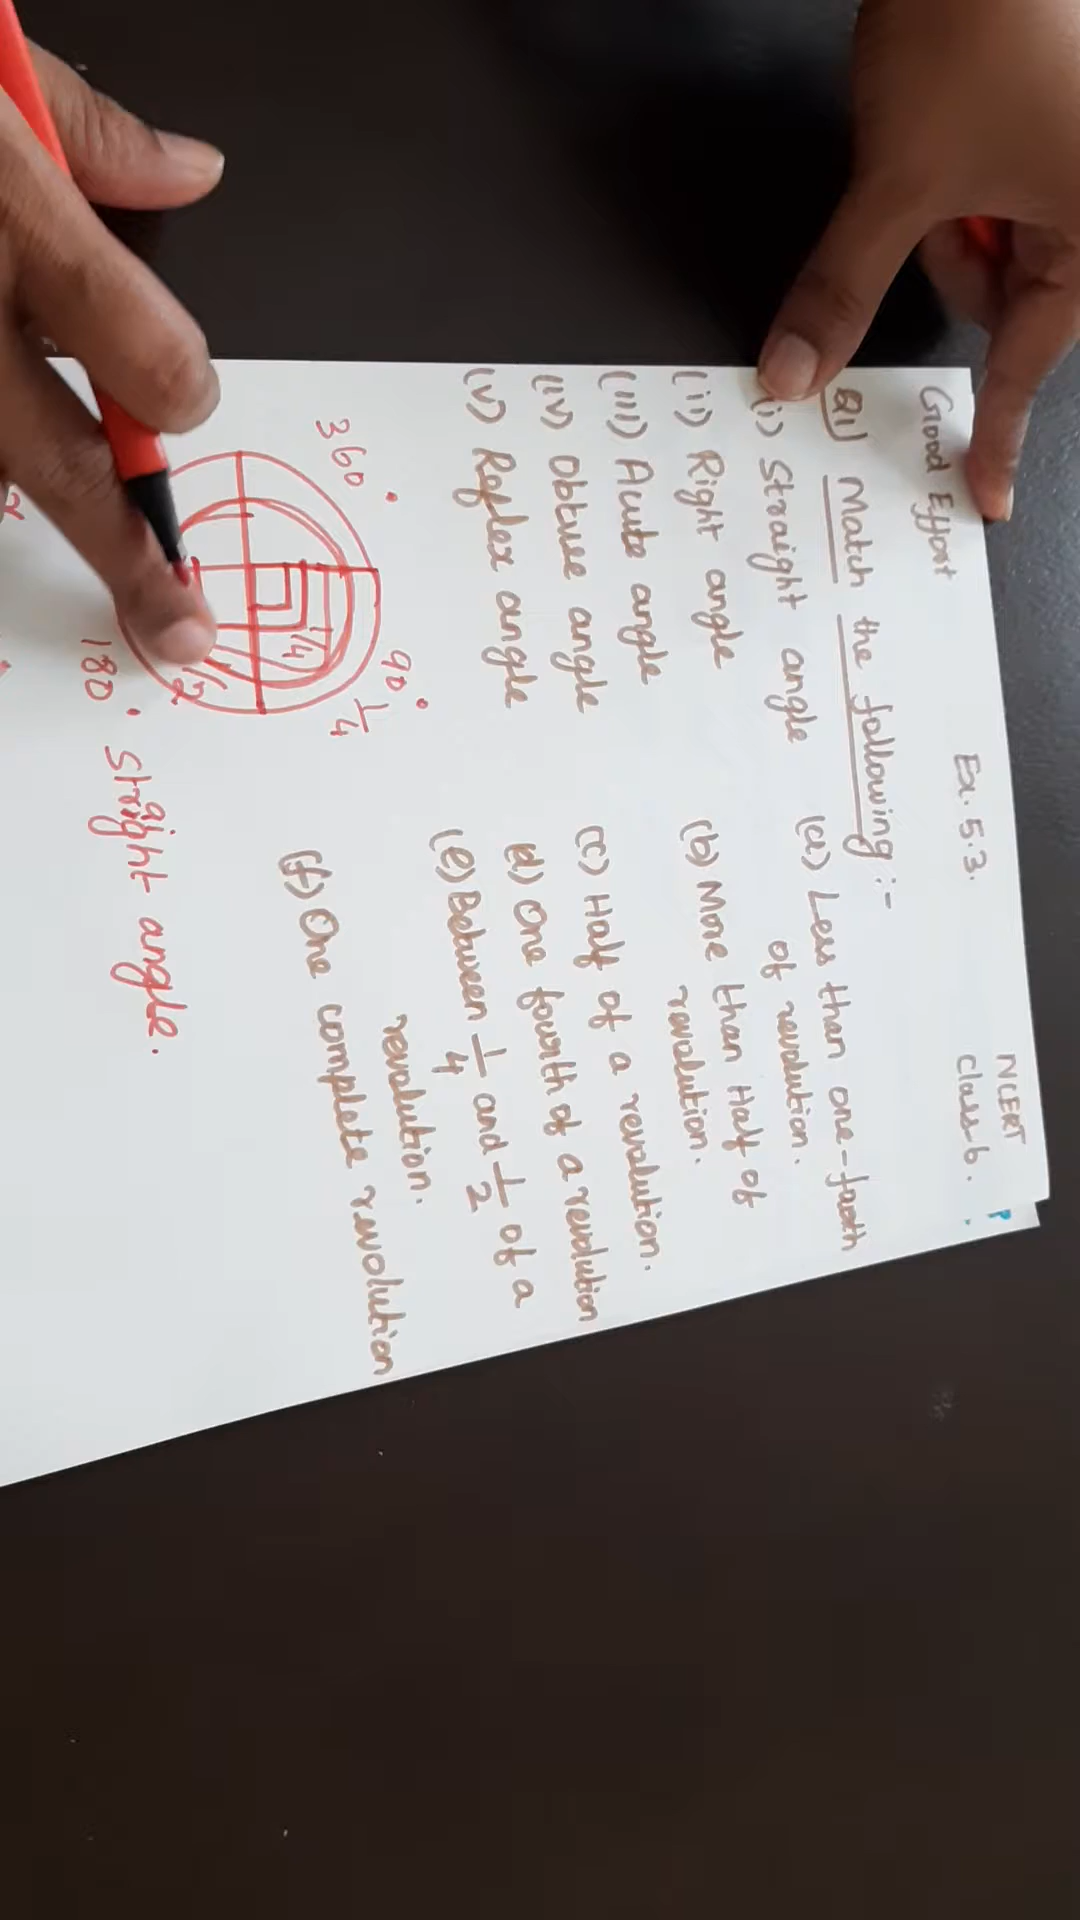 Good Effort Ex. 5.3. NCERT
Class 6. P
Q1) Match the following :-
(i) Straight angle (a) Less than one-fourth
of revolution.
(ii) Right angle (b) More than Half of
revolution.
(iii) Acute angle (c) Half of a revolution.
(iv) Obtuse angle (d) One fourth of a revolution
(v) Reflex angle (e) Between 1/4 and 1/2 of a
revolution.
(f) One complete revolution
360° 90° 1/4
1/4
1/2
180° straight angle.